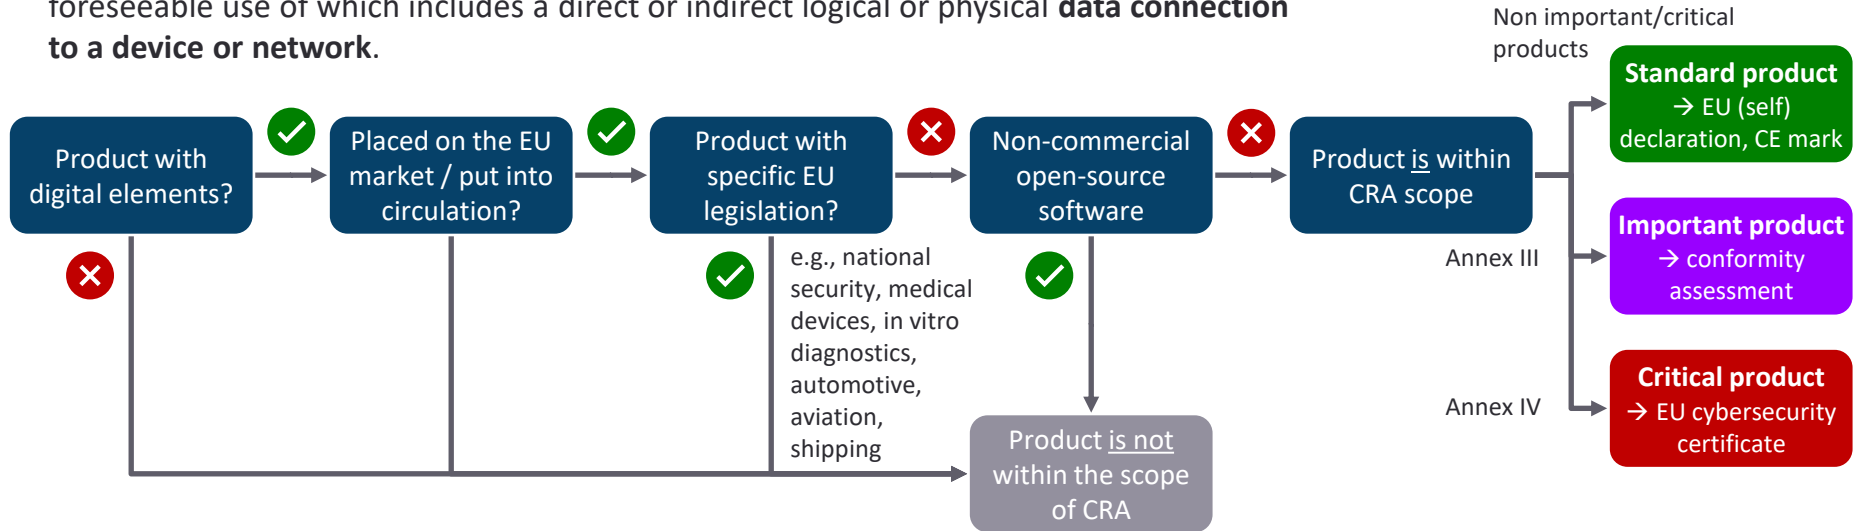 foreseeable use of which includes a direct or indirect logical or physical data connection
to a device or network.
Non important/critical
products
Product with
digital elements?
Placed on the EU
market / put into
circulation?
Product with
specific EU
legislation?
Non-commercial
open-source
software
Product is within
CRA scope
Standard product
→ EU (self)
declaration, CE mark
Annex III
Important product
→ conformity
assessment
Annex IV
Critical product
→ EU cybersecurity
certificate
e.g., national
security, medical
devices, in vitro
diagnostics,
automotive,
aviation,
shipping
Product is not
within the scope
of CRA